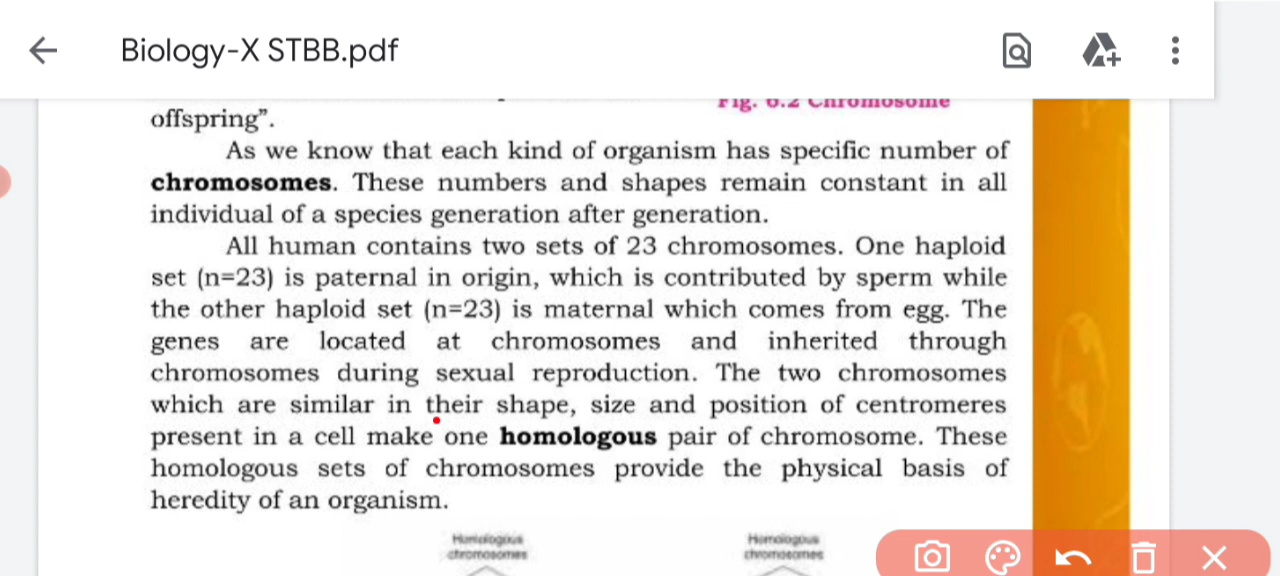 Biology-X STBB.pdf
Fig. 6.2 Chromosome
offspring”.
As we know that each kind of organism has specific number of
chromosomes. These numbers and shapes remain constant in all
individual of a species generation after generation.
All human contains two sets of 23 chromosomes. One haploid
set (n=23) is paternal in origin, which is contributed by sperm while
the other haploid set (n=23) is maternal which comes from egg. The
genes are located at chromosomes and inherited through
chromosomes during sexual reproduction. The two chromosomes
which are similar in their shape, size and position of centromeres
present in a cell make one homologous pair of chromosome. These
homologous sets of chromosomes provide the physical basis of
heredity of an organism.
Homologous Homologous
chromosomes chromosomes